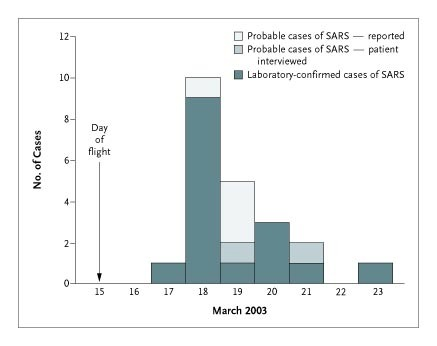 Probable cases of SARS — reported
Probable cases of SARS — patient
interviewed
Laboratory-confirmed cases of SARS
12
10
8
6
4
2
0
No. of Cases
Day
of
flight
15 16 17 18 19 20 21 22 23
March 2003